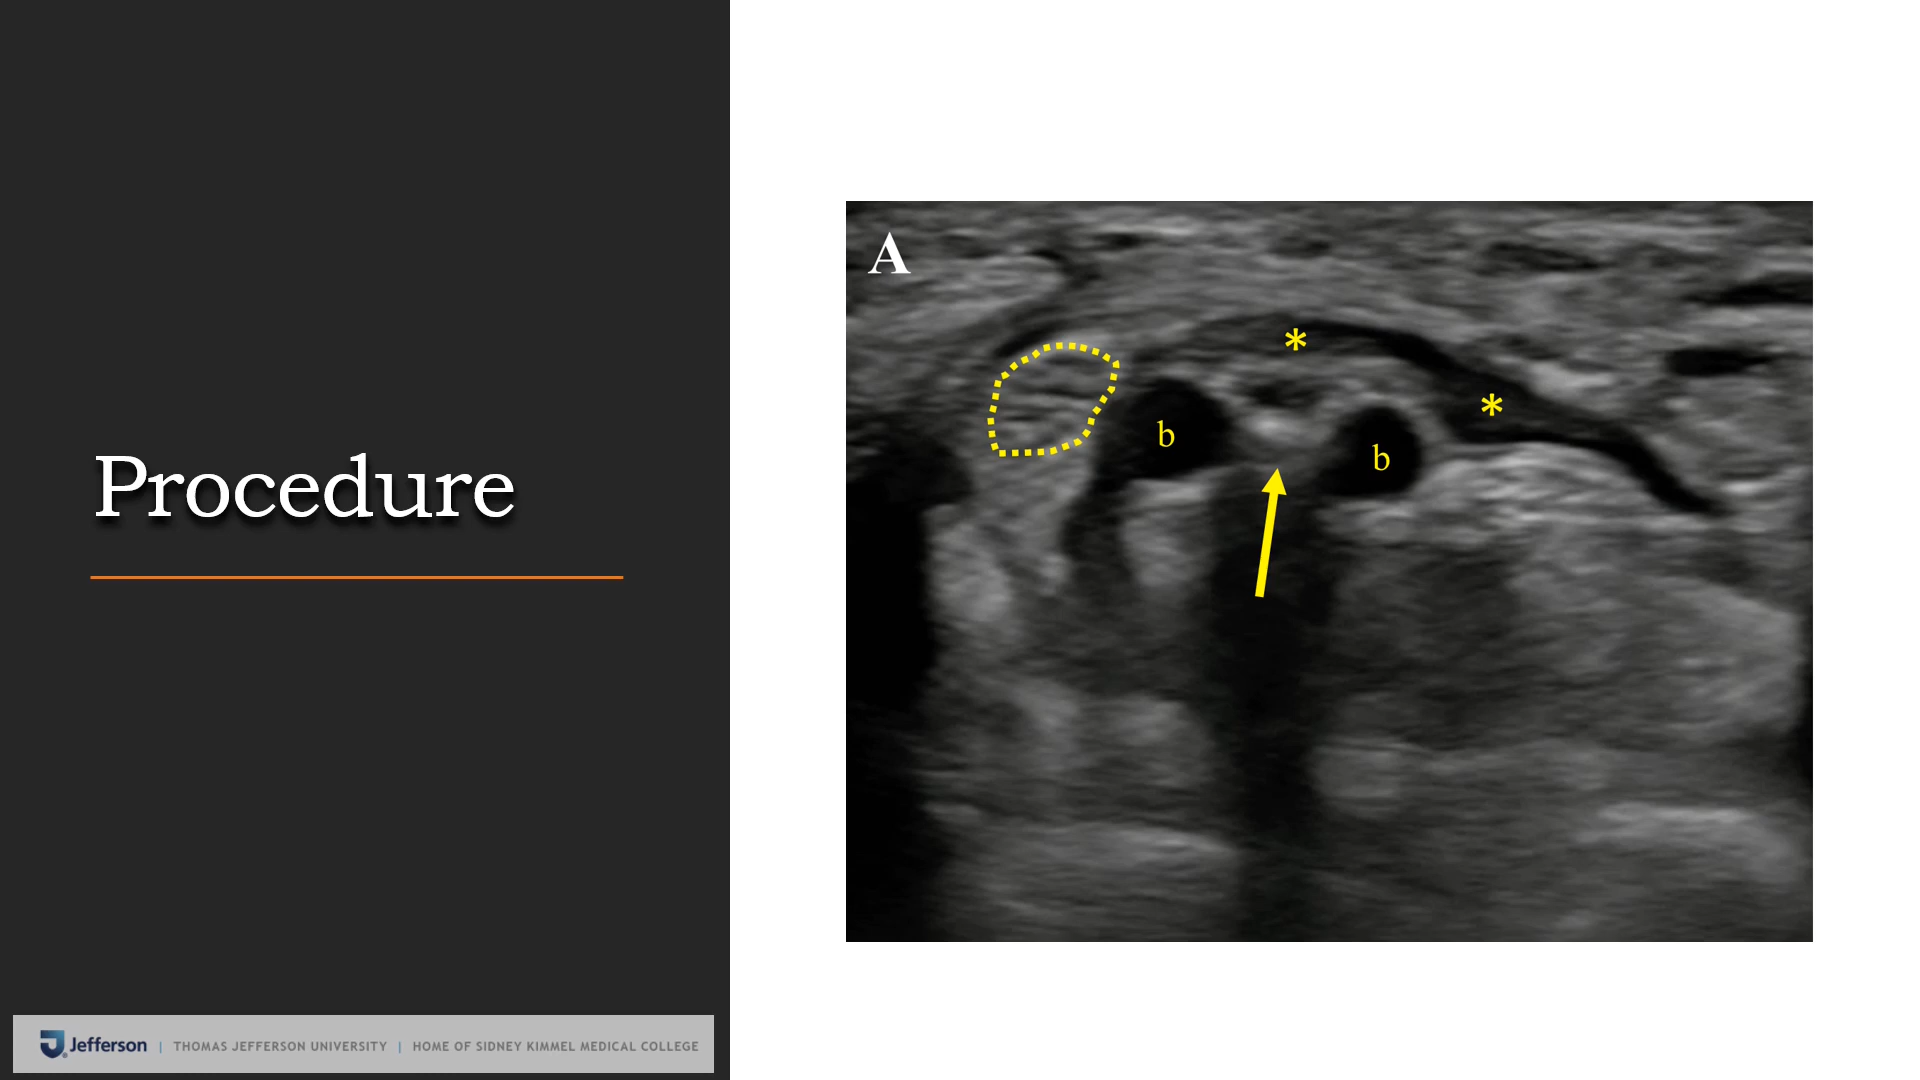 Procedure
A
*
*
b
b
Jefferson | THOMAS JEFFERSON UNIVERSITY | HOME OF SIDNEY KIMMEL MEDICAL COLLEGE